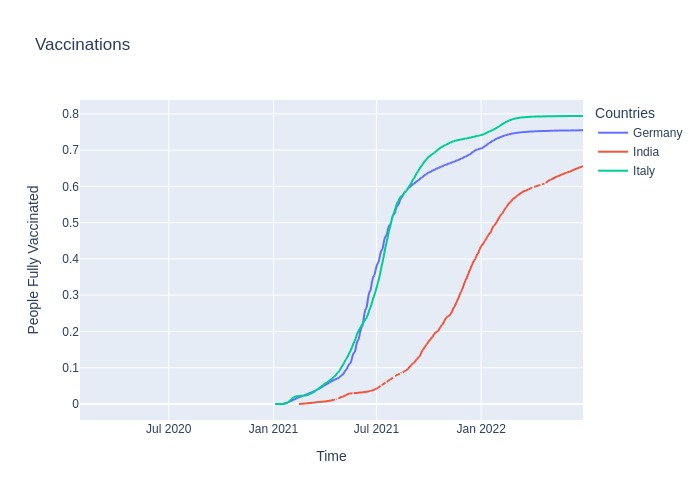 Vaccinations
Countries
Germany
India
Italy
People Fully Vaccinated
0.8
0.7
0.6
0.5
0.4
0.3
0.2
0.1
0
Jul 2020
Jan 2021
Jul 2021
Jan 2022
Time